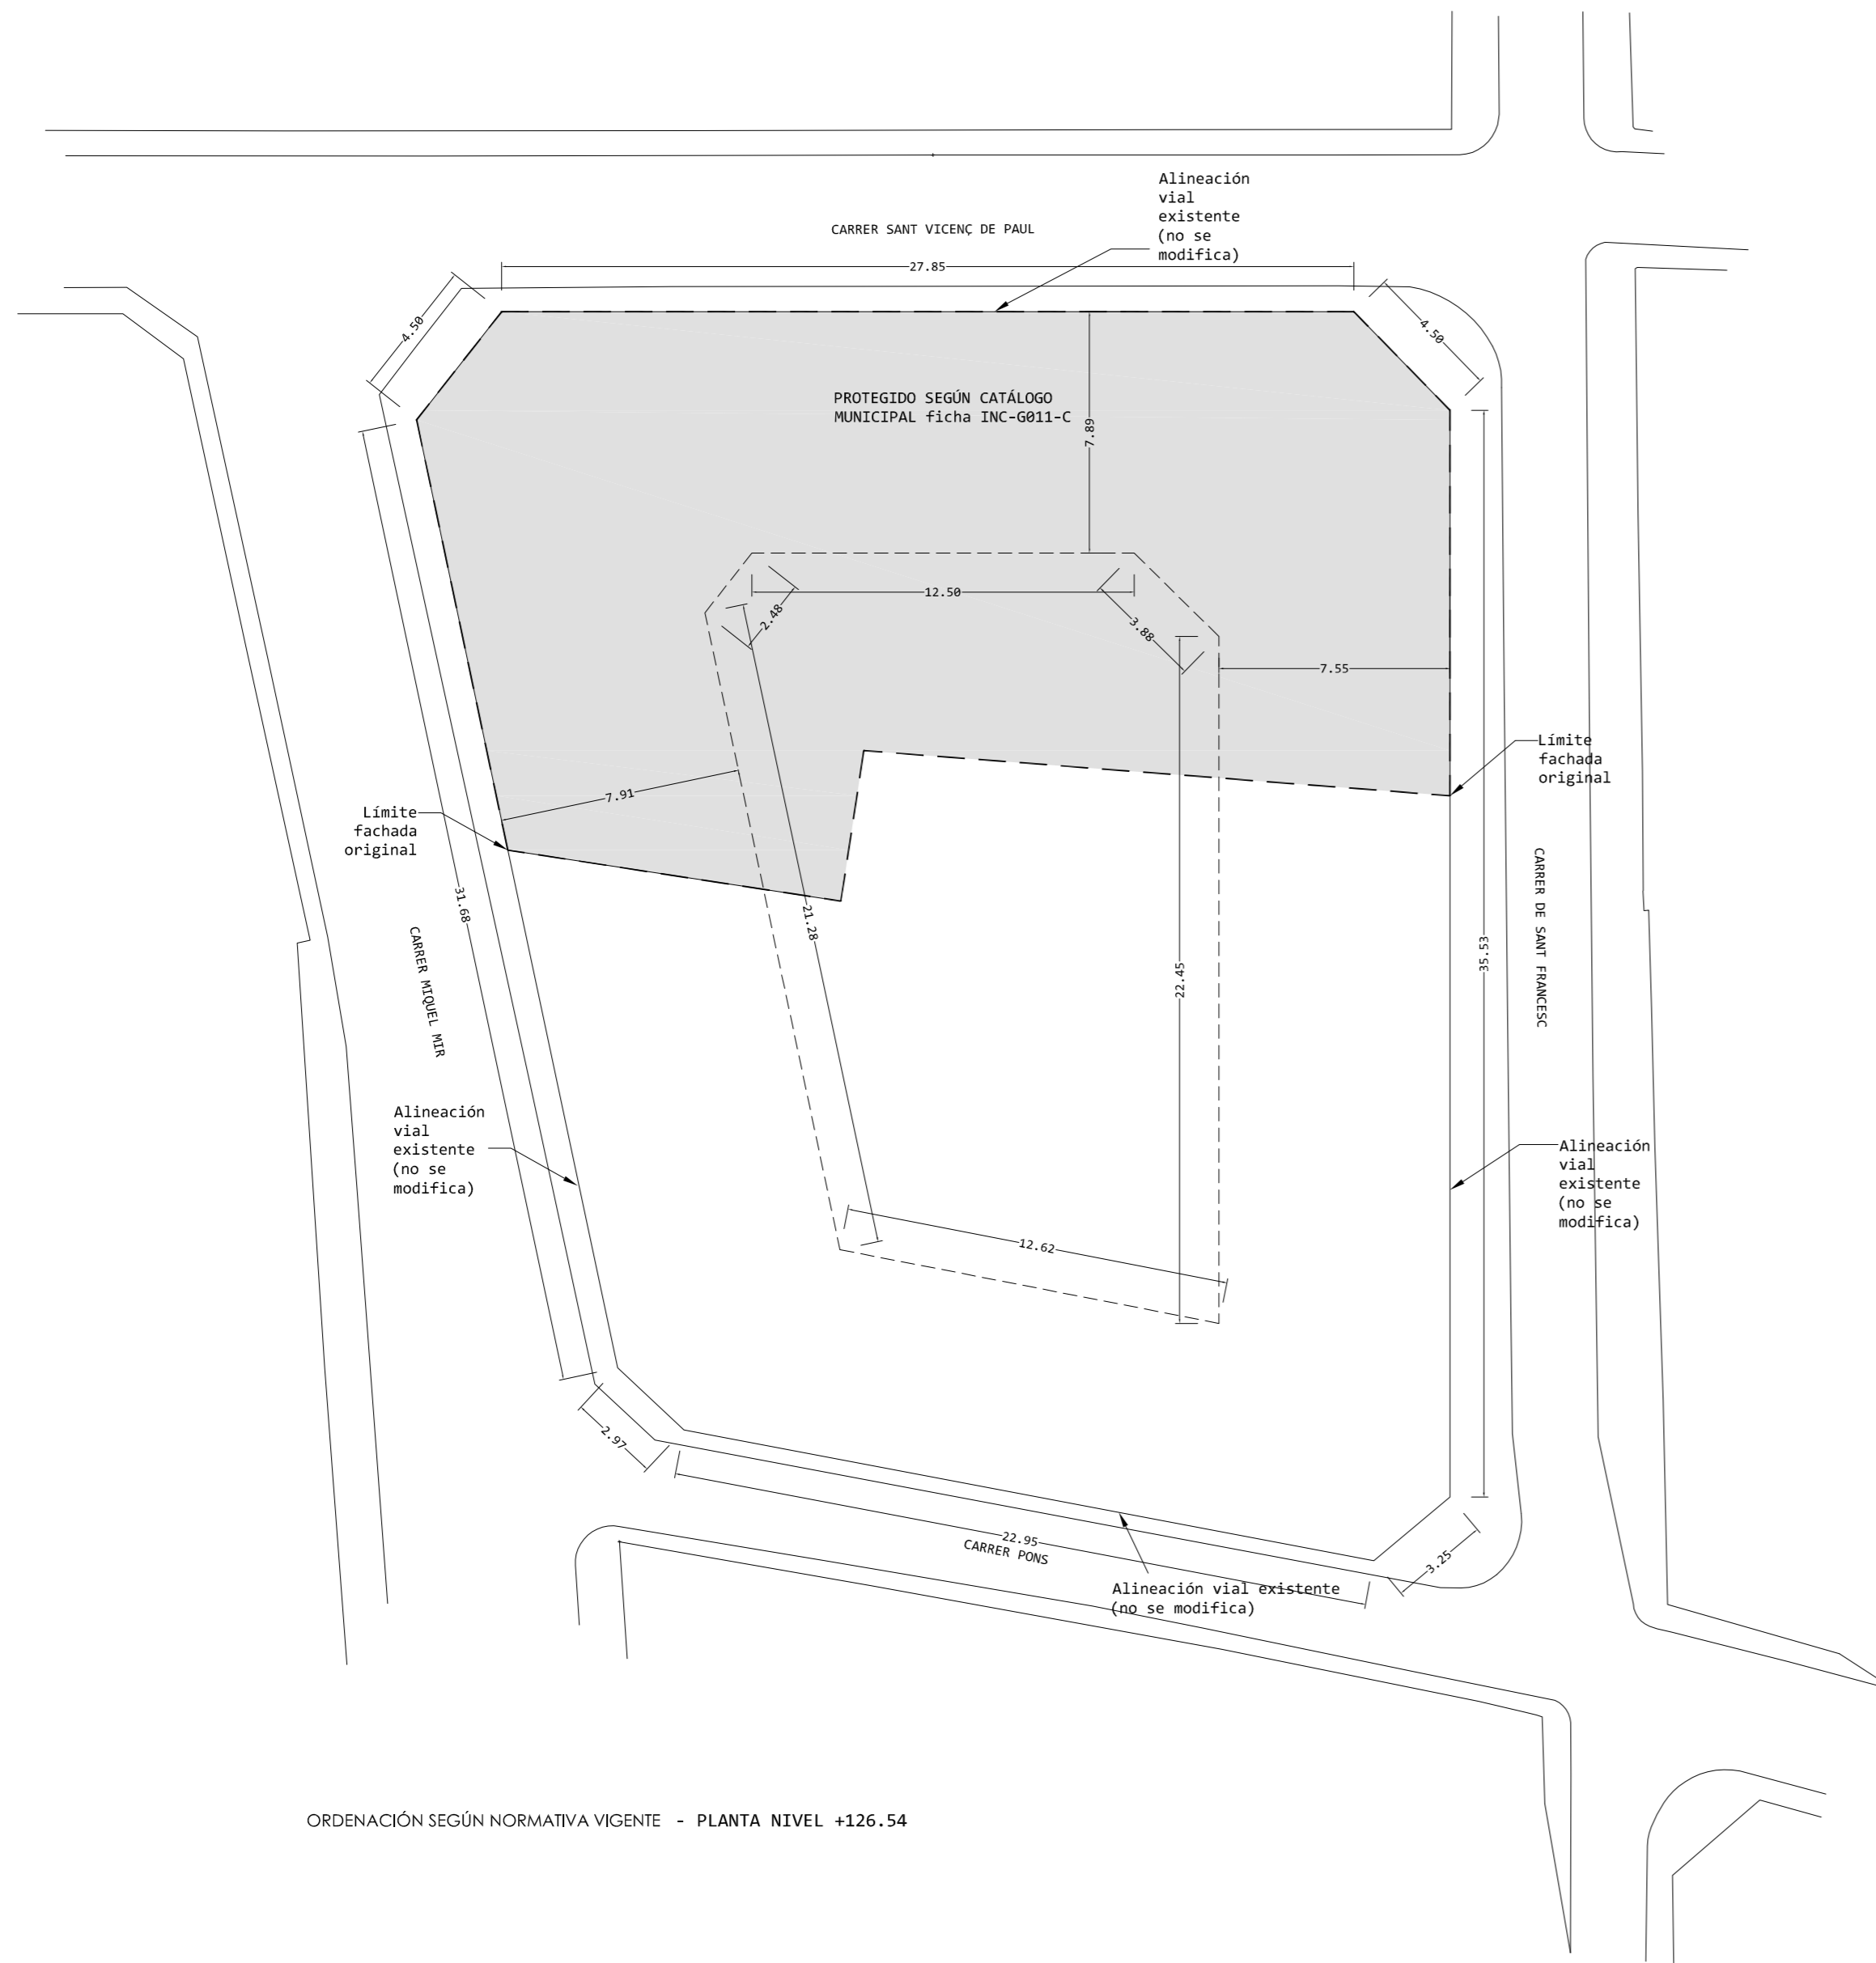 Alineación
vial
existente
(no se
modifica)
CARRER SANT VICENÇ DE PAUL
27.85
4.50
4.50
PROTEGIDO SEGÚN CATÁLOGO
MUNICIPAL ficha INC-G011-C
7.89
12.50
2.48
3.88
7.55
Límite
fachada
original
7.91
Límite
fachada
original
31.68
21.28
CARRER MIQUEL MIR
22.45
35.53
CARRER DE SANT FRANCESC
Alineación
vial
existente
(no se
modifica)
Alineación
vial
existente
(no se
modifica)
12.62
2.97
22.95
CARRER PONS
3.25
Alineación vial existente
(no se modifica)
ORDENACIÓN SEGÚN NORMATIVA VIGENTE - PLANTA NIVEL +126.54